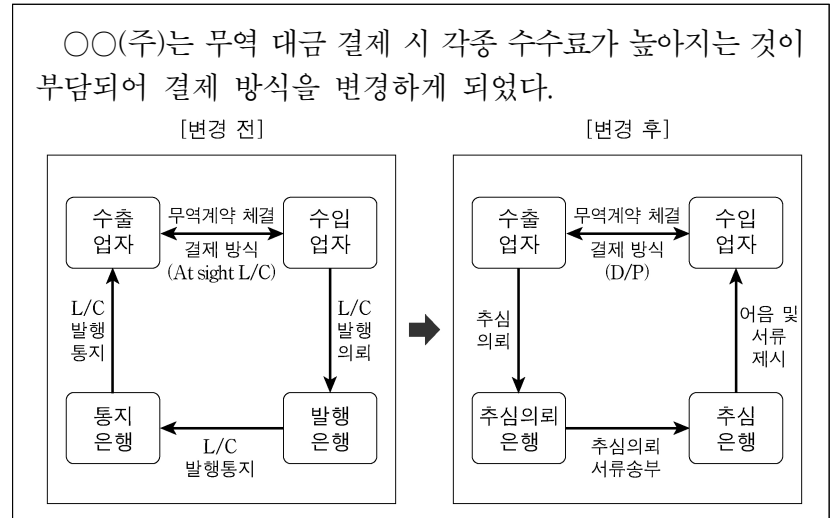 ○○(주)는 무역 대금 결제 시 각종 수수료가 높아지는 것이
부담되어 결제 방식을 변경하게 되었다.
[변경 전]
수출
업자
무역계약 체결
결제 방식
(At sight L/C)
수입
업자
L/C
발행
통지
L/C
발행
의뢰
통지
은행
L/C
발행통지
발행
은행
[변경 후]
수출
업자
무역계약 체결
결제 방식
(D/P)
수입
업자
추심
의뢰
어음 및
서류
제시
추심의뢰
은행
추심의뢰
서류송부
추심
은행